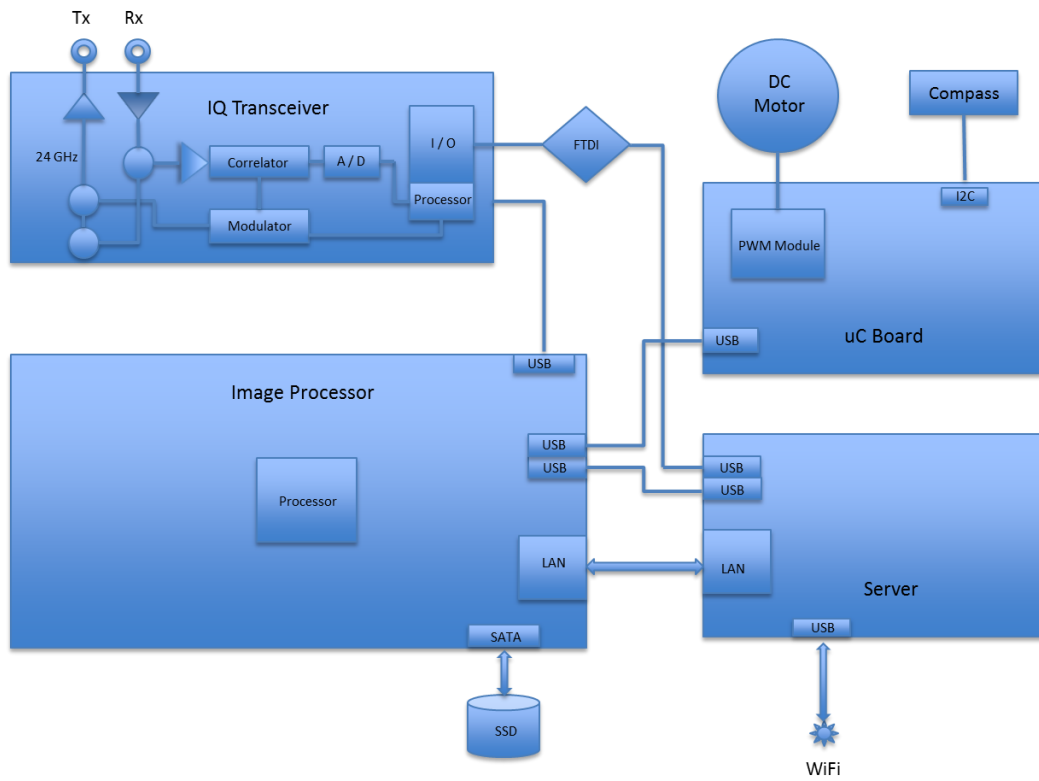 Tx
Rx
IQ Transceiver
24 GHz
Correlator
A / D
I / O
Processor
Modulator
FTDI
DC
Motor
Compass
I2C
PWM Module
uC Board
USB
USB
Image Processor
USB
USB
Processor
LAN
SATA
SSD
USB
USB
LAN
Server
USB
WiFi